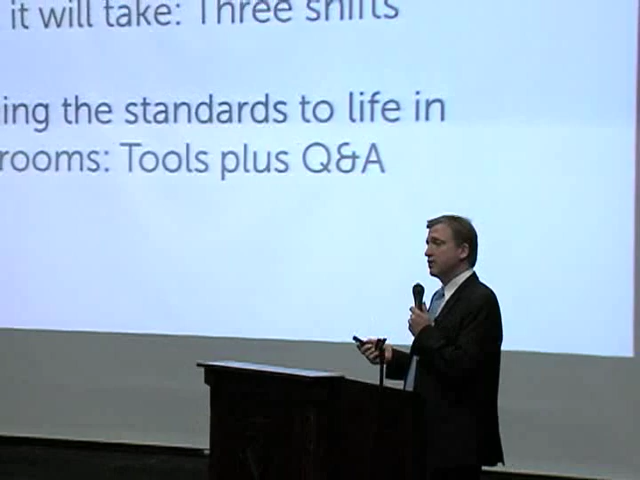 it will take: Three shifts
ing the standards to life in
rooms: Tools plus Q&A